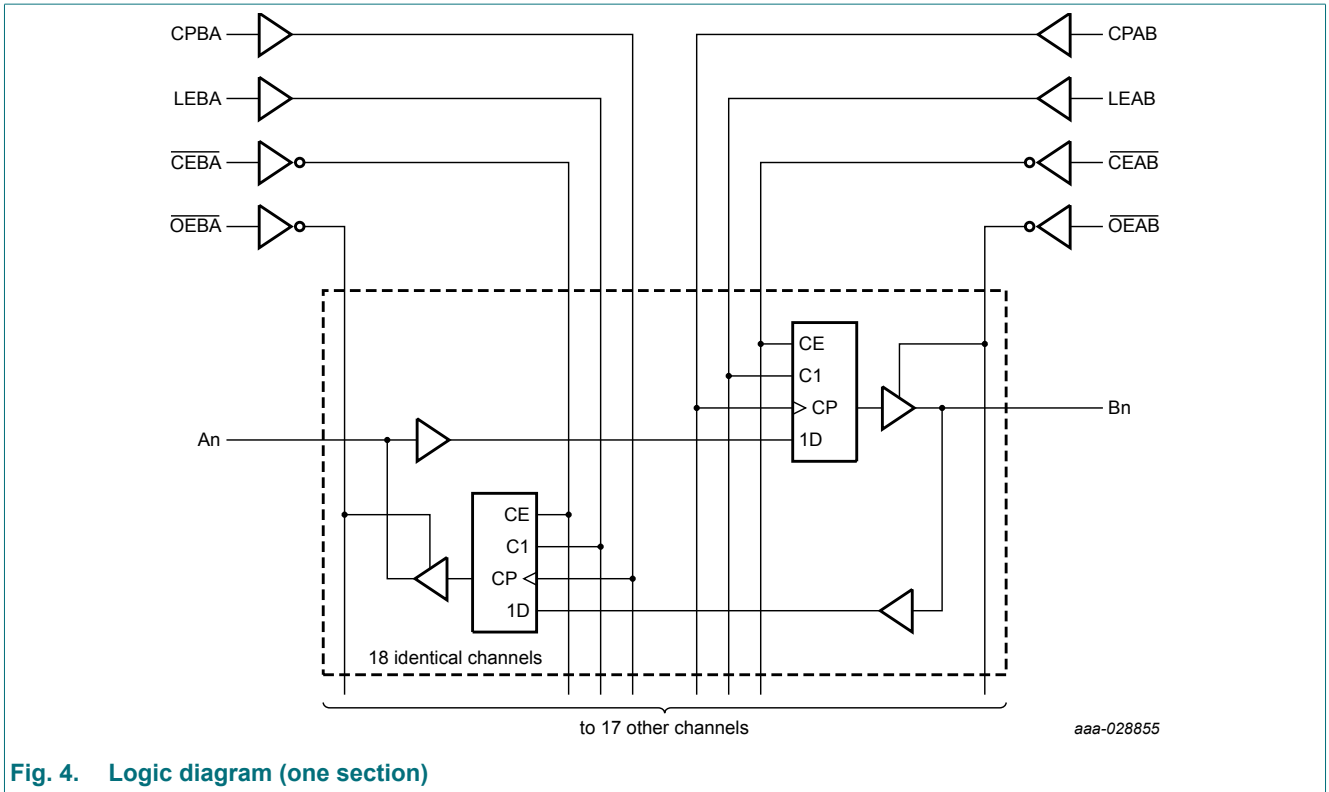 CPBA
CPAB
LEBA
LEAB
CEBA
CEAB
OEBA
OEAB
CE
C1
CP
Bn
An
1D
CE
C1
CP
1D
18 identical channels
to 17 other channels
aaa-028855
Fig. 4. Logic diagram (one section)